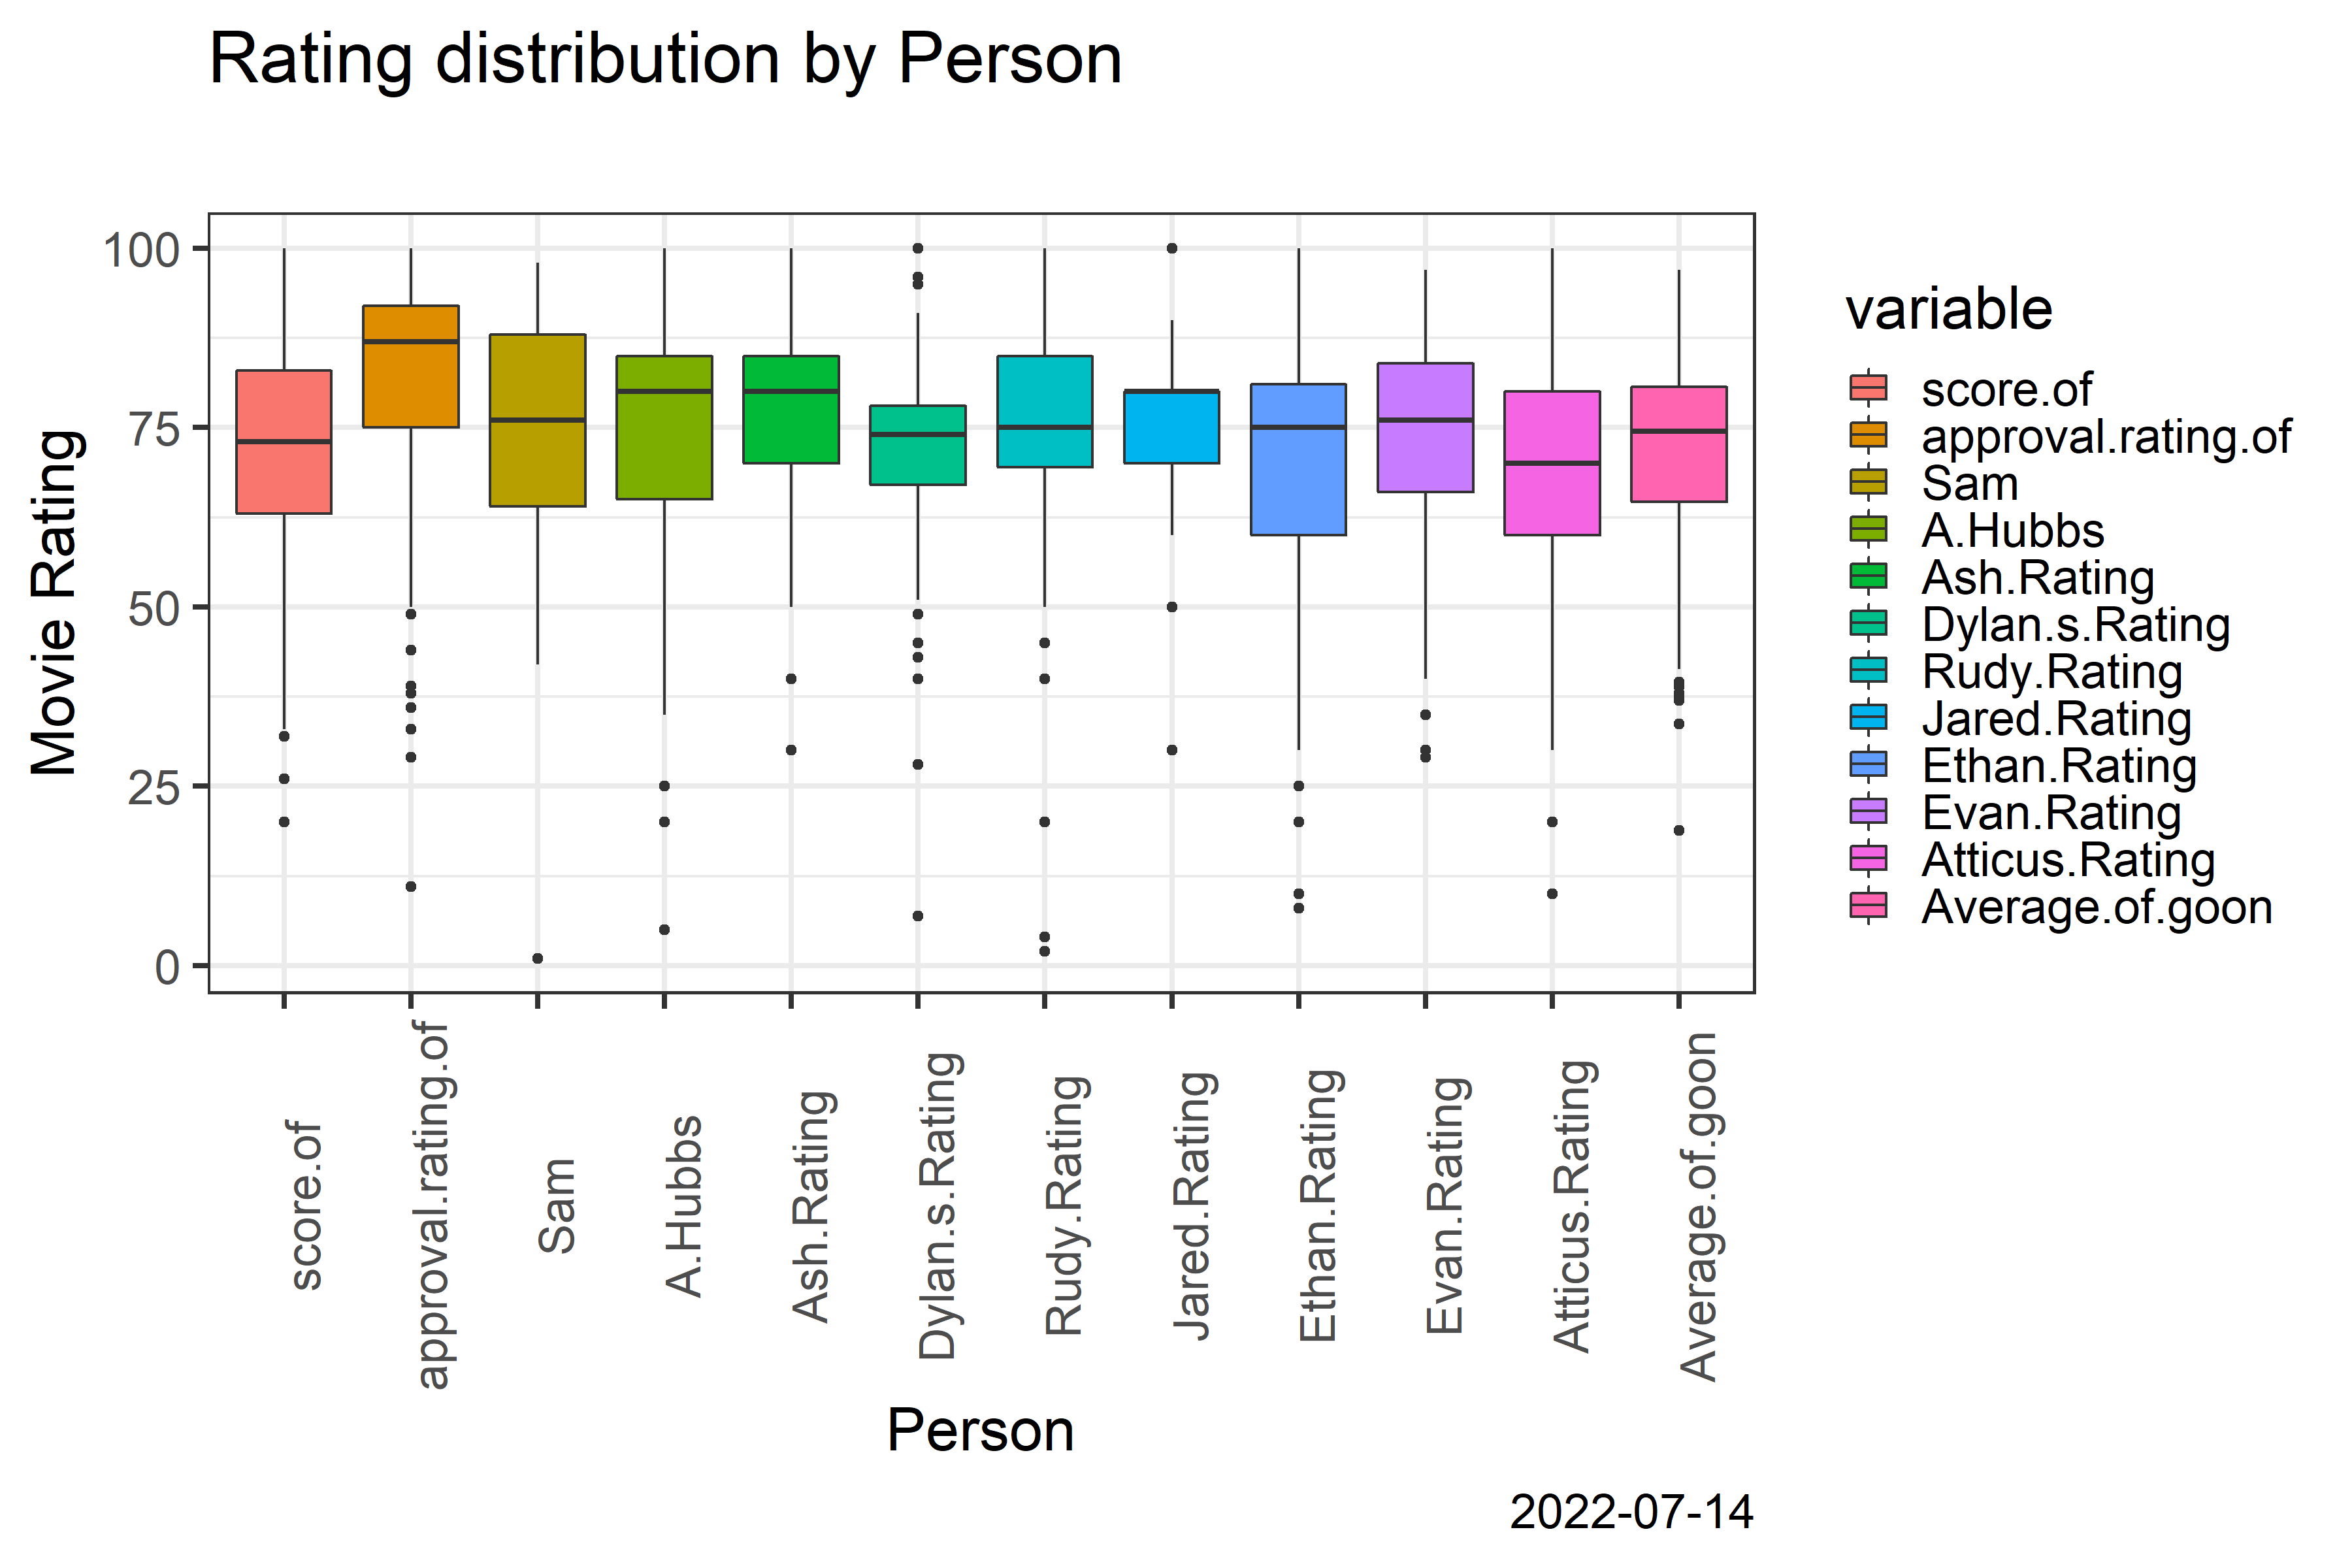 Rating distribution by Person
Movie Rating
100
75
50
25
0
score.of
approval.rating.of
Sam
A.Hubbs
Ash.Rating
Dylan.s.Rating
Rudy.Rating
Jared.Rating
Ethan.Rating
Evan.Rating
Atticus.Rating
Average.of.goon
Person
variable
score.of
approval.rating.of
Sam
A.Hubbs
Ash.Rating
Dylan.s.Rating
Rudy.Rating
Jared.Rating
Ethan.Rating
Evan.Rating
Atticus.Rating
Average.of.goon
2022-07-14